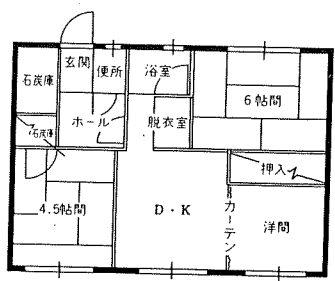 玄関
便所
浴室
石炭庫
6帖間
ホール
脱衣室
石炭庫
押入
4.5帖間
D・K
カーテン
洋間